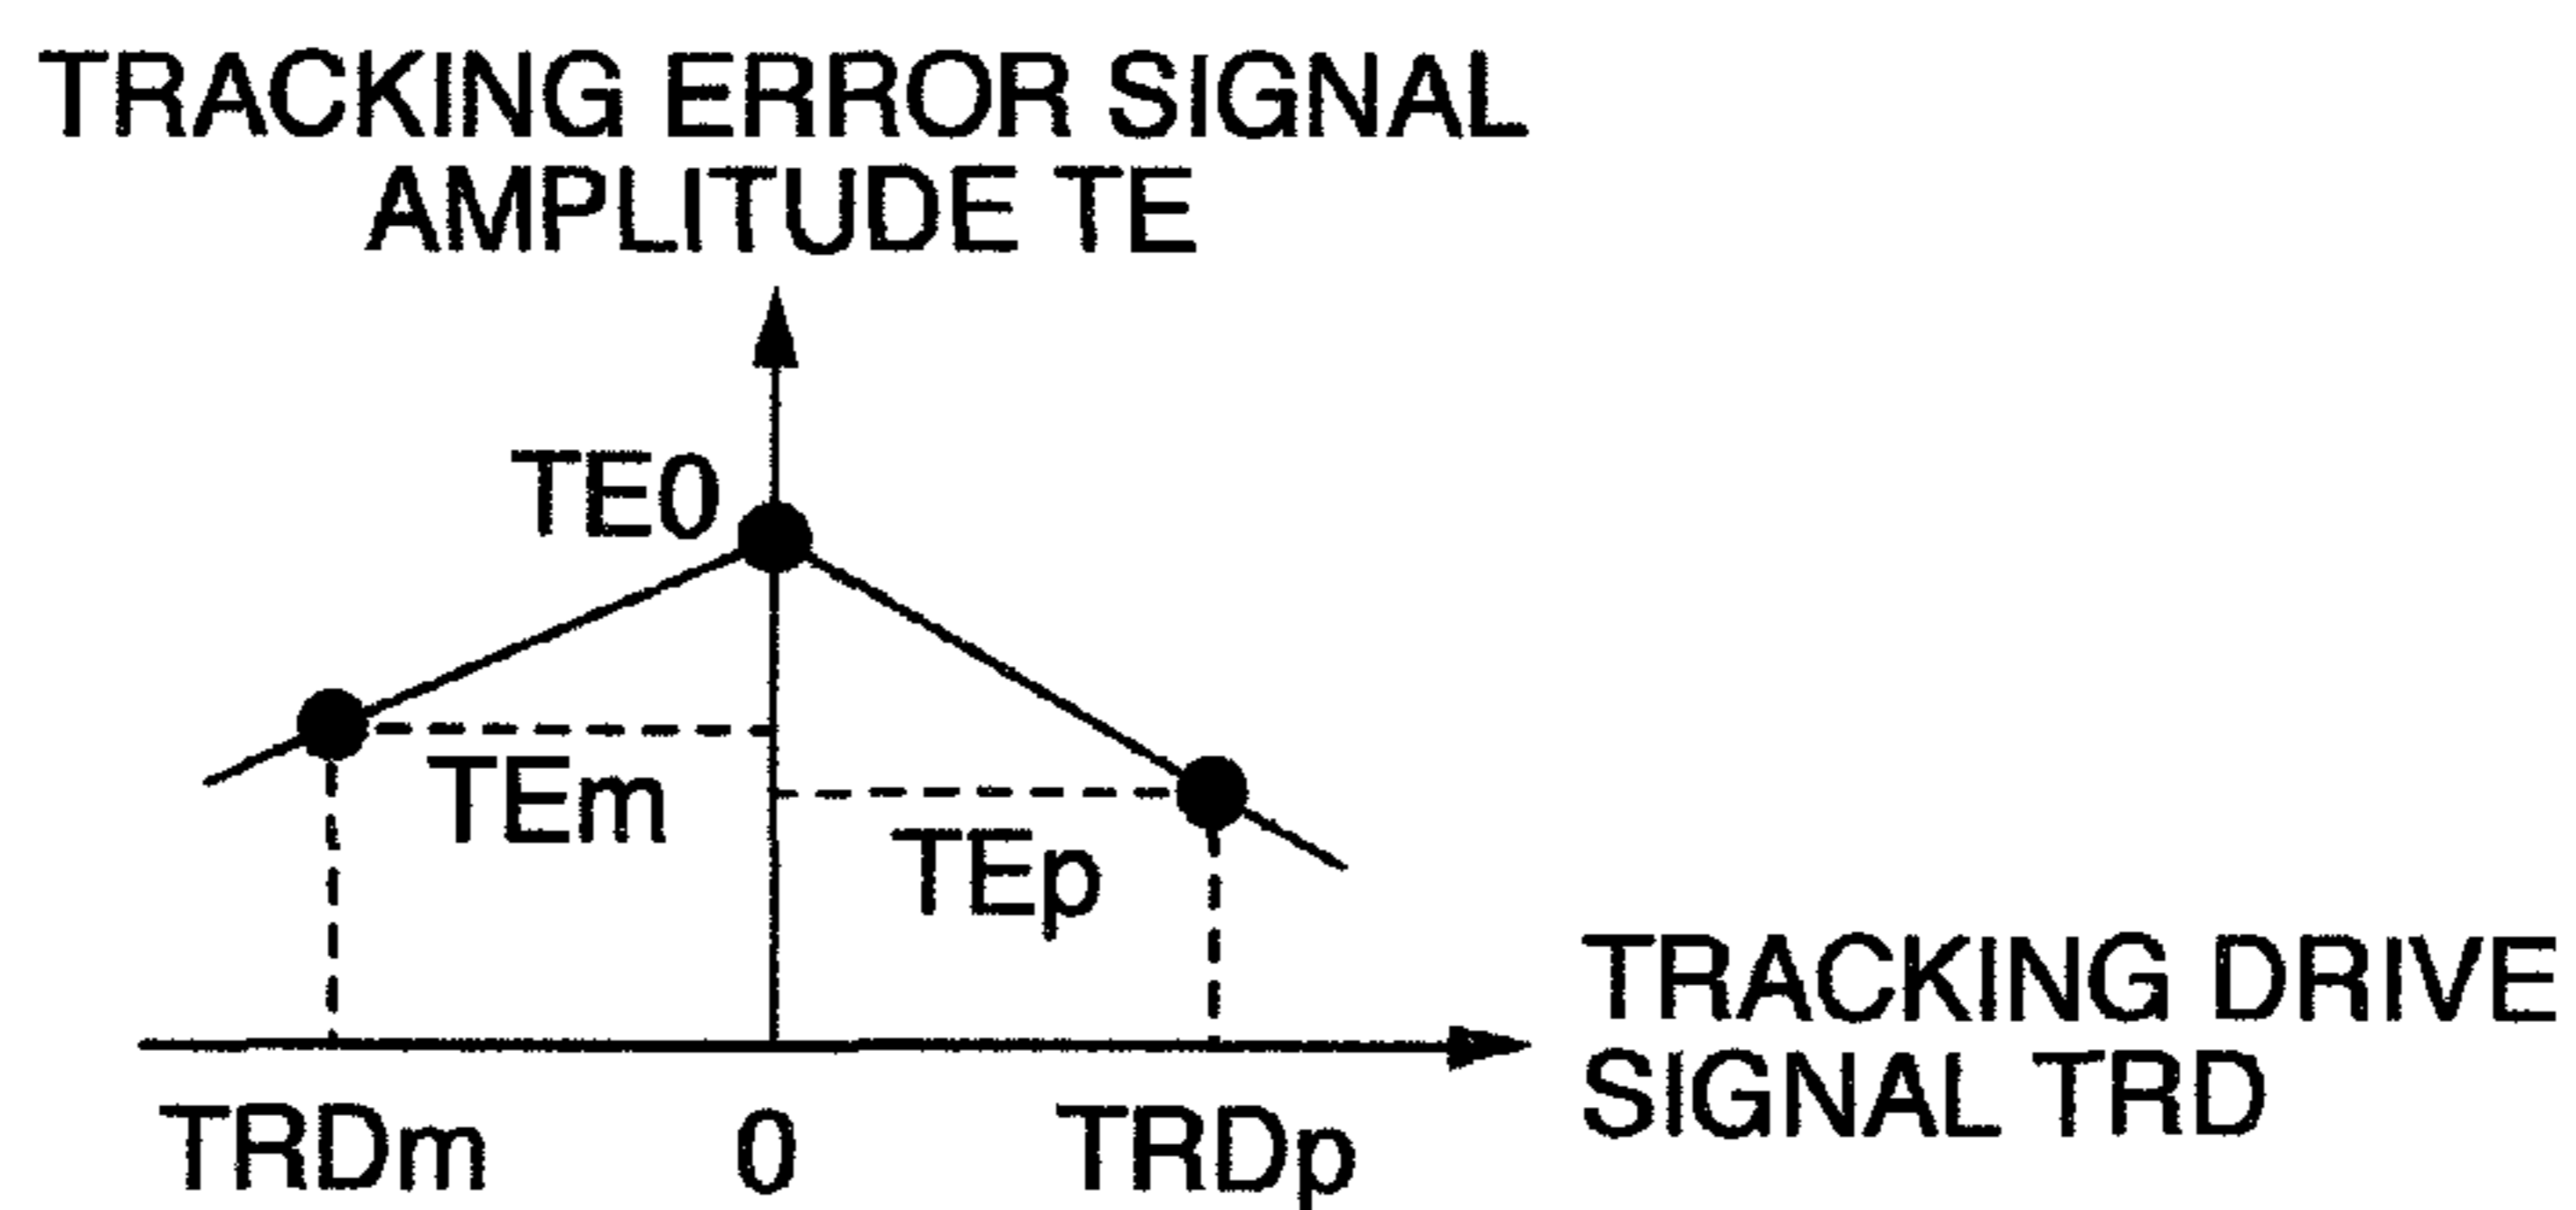 TRACKING ERROR SIGNAL
AMPLITUDE TE
TE0
TEm
TEp
TRACKING DRIVE
SIGNAL TRD
TRDm
0
TRDp